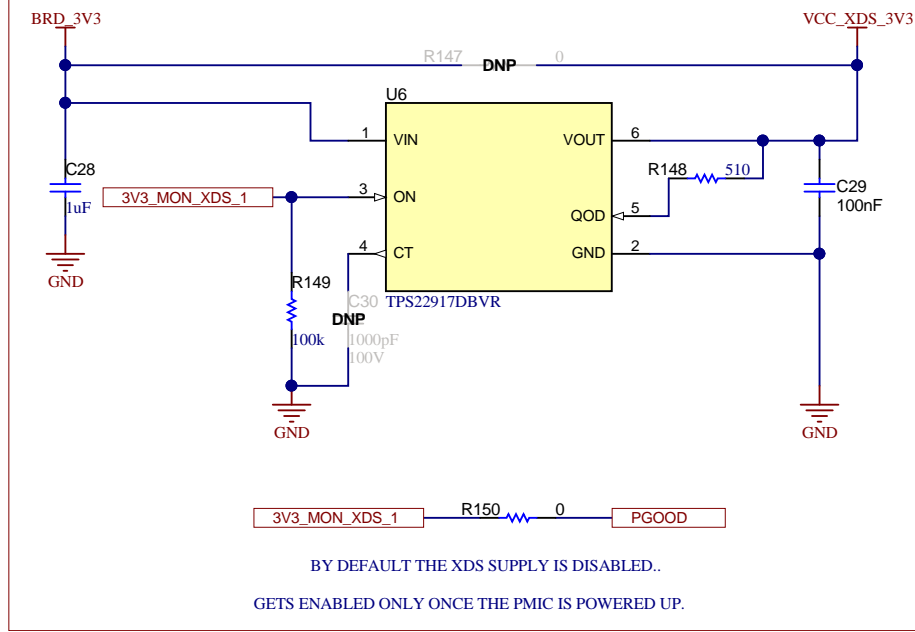 BRD_3V3
VCC_XDS_3V3
R147
DNP
0
U6
1
VIN
VOUT
6
C28
1uF
3V3_MON_XDS_1
3
ON
R148
510
C29
100nF
QOD
5
4
CT
GND
2
GND
R149
100k
C30
DNP
1000pF
100V
TPS22917DBVR
GND
GND
3V3_MON_XDS_1
R150
0
PGOOD
BY DEFAULT THE XDS SUPPLY IS DISABLED..
GETS ENABLED ONLY ONCE THE PMIC IS POWERED UP.